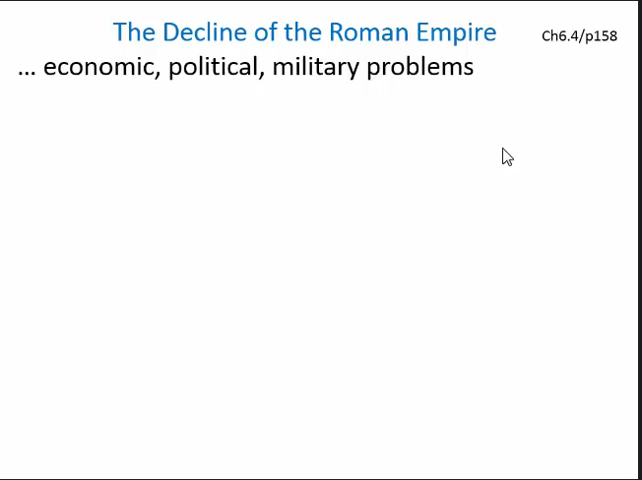 The Decline of the Roman Empire
Ch6.4/p158
... economic, political, military problems